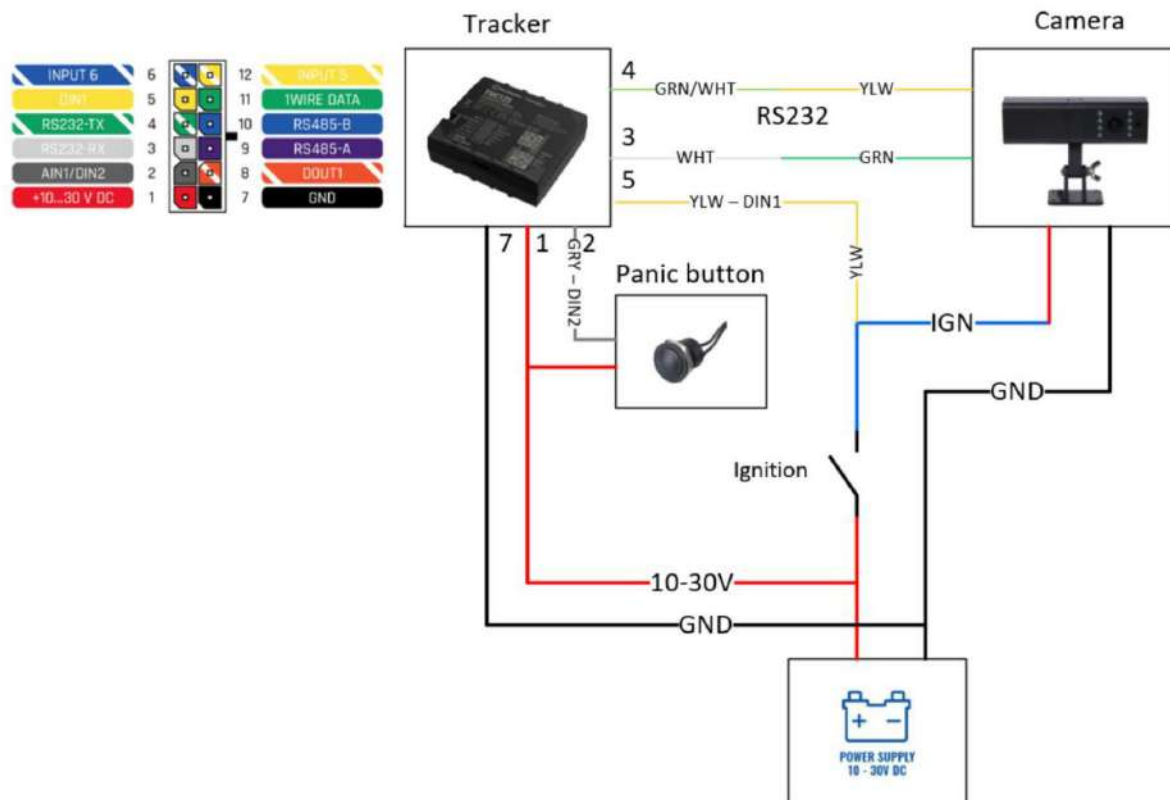 Tracker
Camera
INPUT 6 6 12 INPUT 5
DIN1 5 11 1WIRE DATA
RS232-TX 4 10 RS485-B
RS232-RX 3 9 RS485-A
AIN1/DIN2 2 8 DOUT1
+10...30 V DC 1 7 GND
4
GRN/WHT
YLW
RS232
3
WHT
GRN
5
YLW – DIN1
YLW
7 1 2
GRY – DIN2
Panic button
IGN
GND
Ignition
10-30V
GND
+ −
POWER SUPPLY
10 - 30V DC